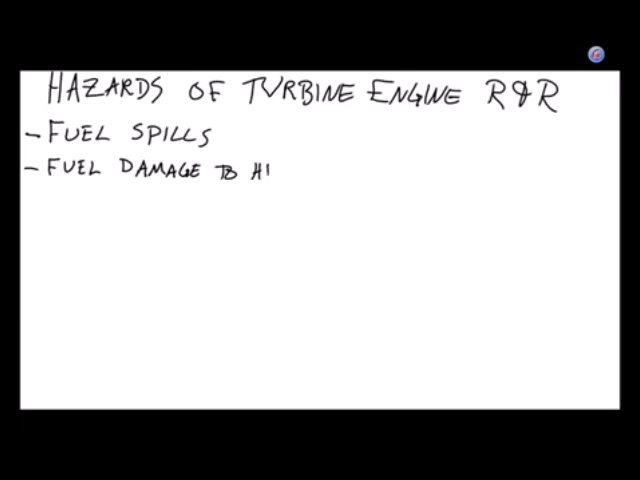 HAZARDS OF TURBINE ENGINE R&R
- FUEL SPILLS
- FUEL DAMAGE TO HI